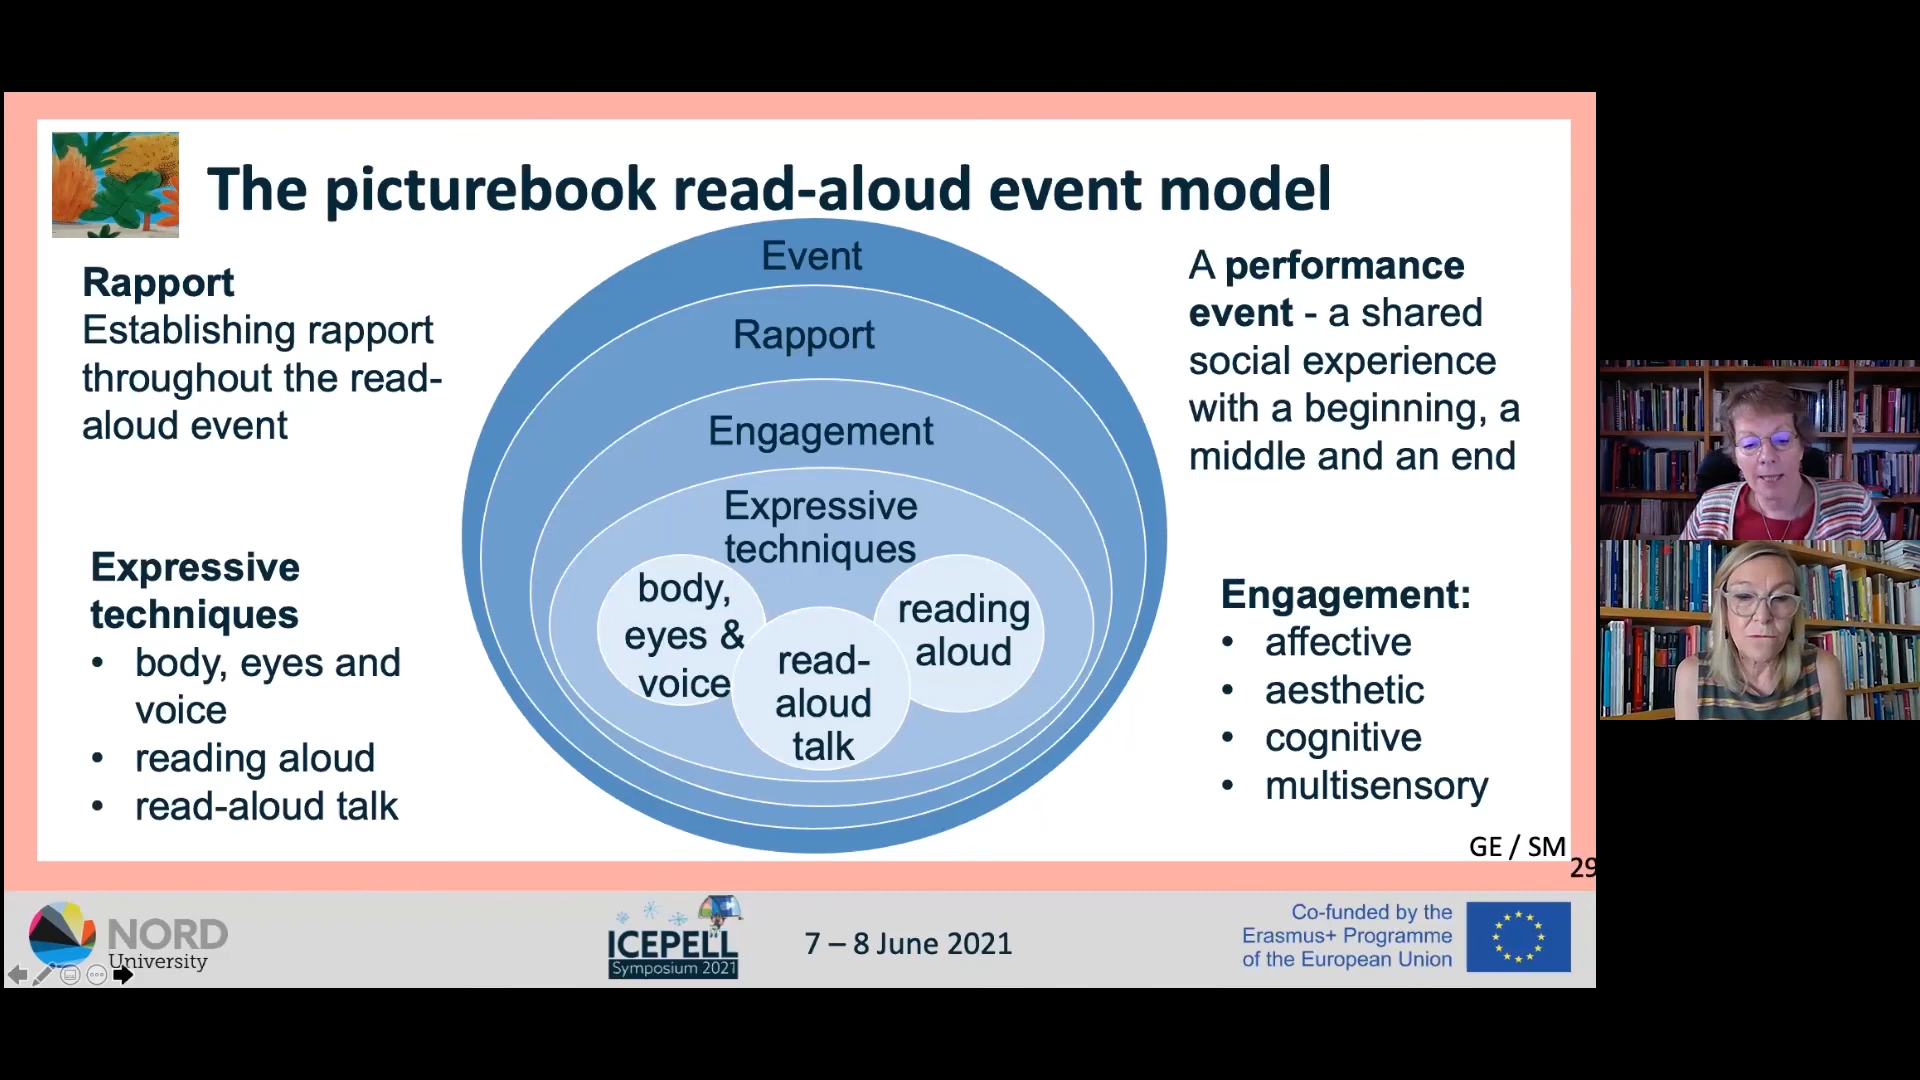 The picturebook read-aloud event model
Rapport
Establishing rapport
throughout the read-
aloud event
Expressive
techniques
• body, eyes and
voice
• reading aloud
• read-aloud talk
Event
Rapport
Engagement
Expressive
techniques
body,
eyes &
voice
read-
aloud
talk
reading
aloud
A performance
event - a shared
social experience
with a beginning, a
middle and an end
Engagement:
• affective
• aesthetic
• cognitive
• multisensory
GE / SM
29
NORD
University
ICEPELL
Symposium 2021
7 – 8 June 2021
Co-funded by the
Erasmus+ Programme
of the European Union